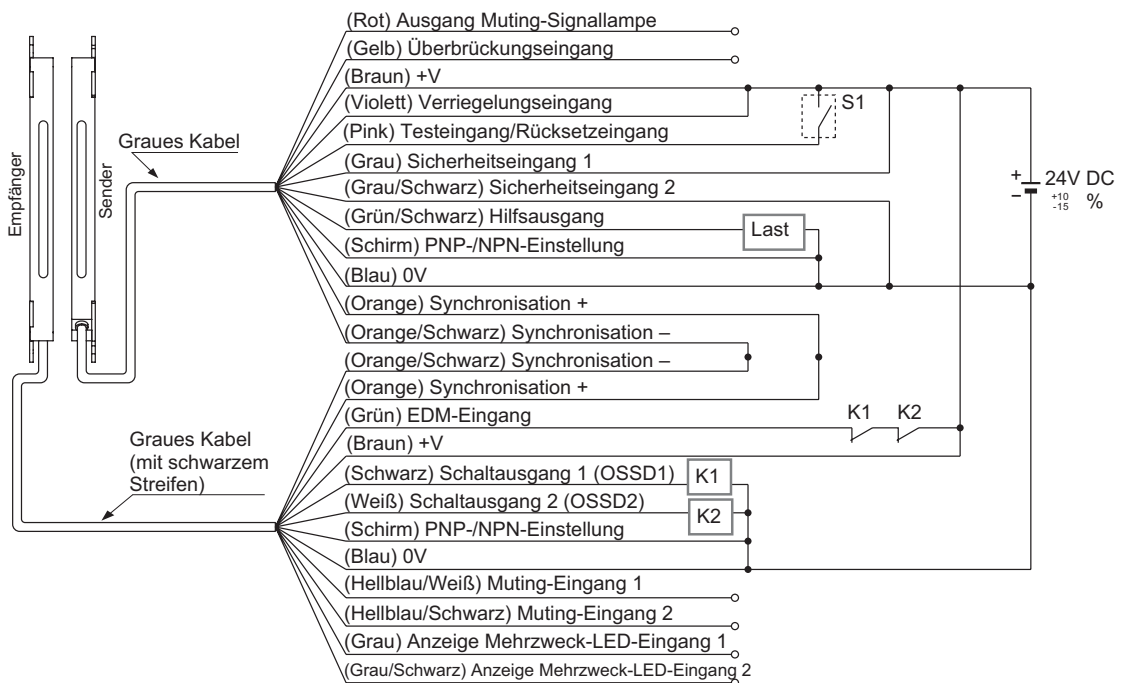 (Rot) Ausgang Muting-Signallampe
(Gelb) Überbrückungseingang
(Braun) +V
(Violett) Verriegelungseingang
S1
(Pink) Testeingang/Rücksetzeingang
Graues Kabel
(Grau) Sicherheitseingang 1
Empfänger
Sender
(Grau/Schwarz) Sicherheitseingang 2
+
–
24V DC
+10
-15 %
(Grün/Schwarz) Hilfsausgang
Last
(Schirm) PNP-/NPN-Einstellung
(Blau) 0V
(Orange) Synchronisation +
(Orange/Schwarz) Synchronisation –
(Orange/Schwarz) Synchronisation –
(Orange) Synchronisation +
(Grün) EDM-Eingang
K1 K2
(Braun) +V
Graues Kabel
(mit schwarzem
Streifen)
(Schwarz) Schaltausgang 1 (OSSD1)
K1
(Weiß) Schaltausgang 2 (OSSD2)
K2
(Schirm) PNP-/NPN-Einstellung
(Blau) 0V
(Hellblau/Weiß) Muting-Eingang 1
(Hellblau/Schwarz) Muting-Eingang 2
(Grau) Anzeige Mehrzweck-LED-Eingang 1
(Grau/Schwarz) Anzeige Mehrzweck-LED-Eingang 2